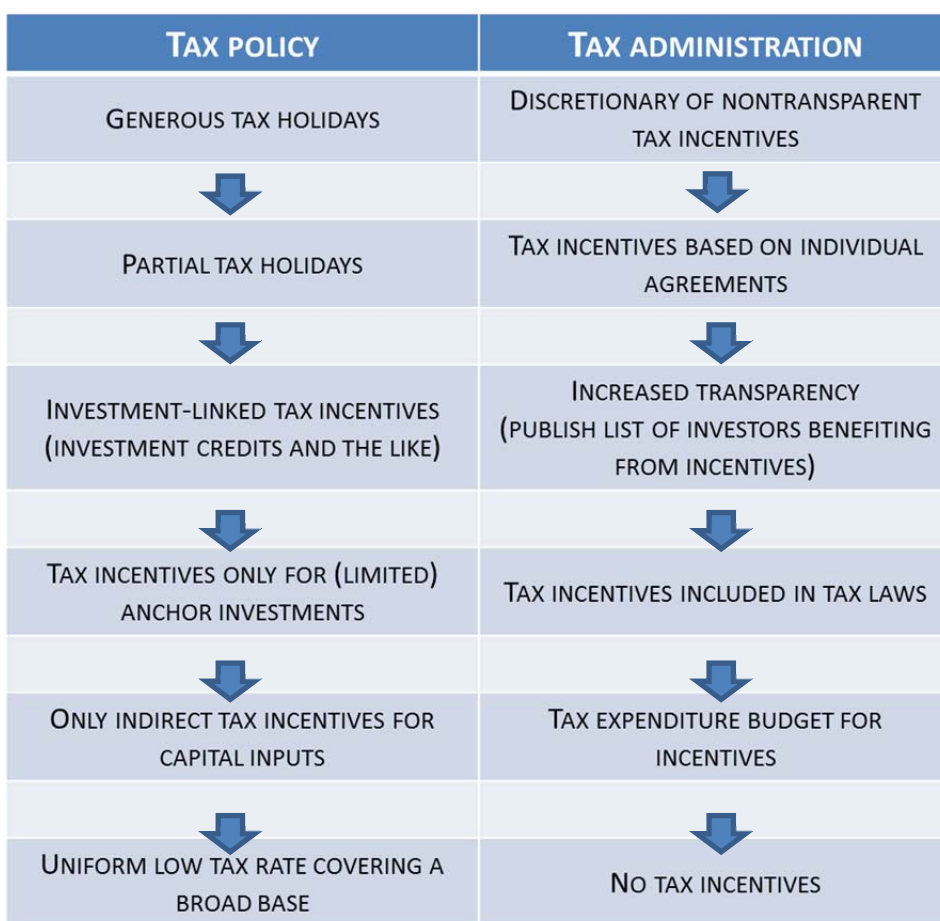 TAX POLICY
TAX ADMINISTRATION
GENEROUS TAX HOLIDAYS
DISCRETIONARY OF NONTRANSPARENT
TAX INCENTIVES
PARTIAL TAX HOLIDAYS
TAX INCENTIVES BASED ON INDIVIDUAL
AGREEMENTS
INVESTMENT-LINKED TAX INCENTIVES
(INVESTMENT CREDITS AND THE LIKE)
INCREASED TRANSPARENCY
(PUBLISH LIST OF INVESTORS BENEFITING
FROM INCENTIVES)
TAX INCENTIVES ONLY FOR (LIMITED)
ANCHOR INVESTMENTS
TAX INCENTIVES INCLUDED IN TAX LAWS
ONLY INDIRECT TAX INCENTIVES FOR
CAPITAL INPUTS
TAX EXPENDITURE BUDGET FOR
INCENTIVES
UNIFORM LOW TAX RATE COVERING A
BROAD BASE
NO TAX INCENTIVES